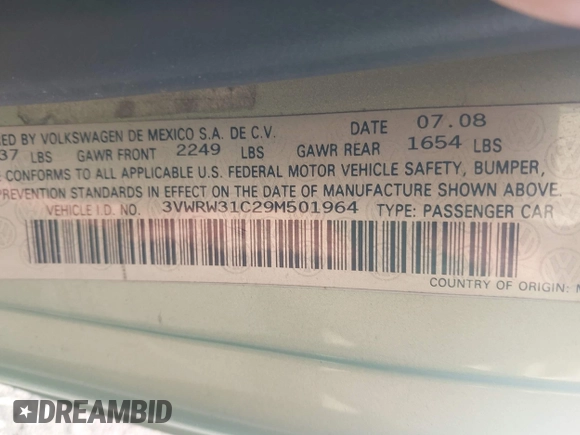 ED BY VOLKSWAGEN DE MEXICO S.A. DE C.V. DATE 07.08
37 LBS GAWR FRONT 2249 LBS GAWR REAR 1654 LBS
E CONFORMS TO ALL APPLICABLE U.S. FEDERAL MOTOR VEHICLE SAFETY, BUMPER,
PREVENTION STANDARDS IN EFFECT ON THE DATE OF MANUFACTURE SHOWN ABOVE.
VEHICLE I.D. NO. 3VWRW31C29M501964 TYPE: PASSENGER CAR
COUNTRY OF ORIGIN:
DREAMBID